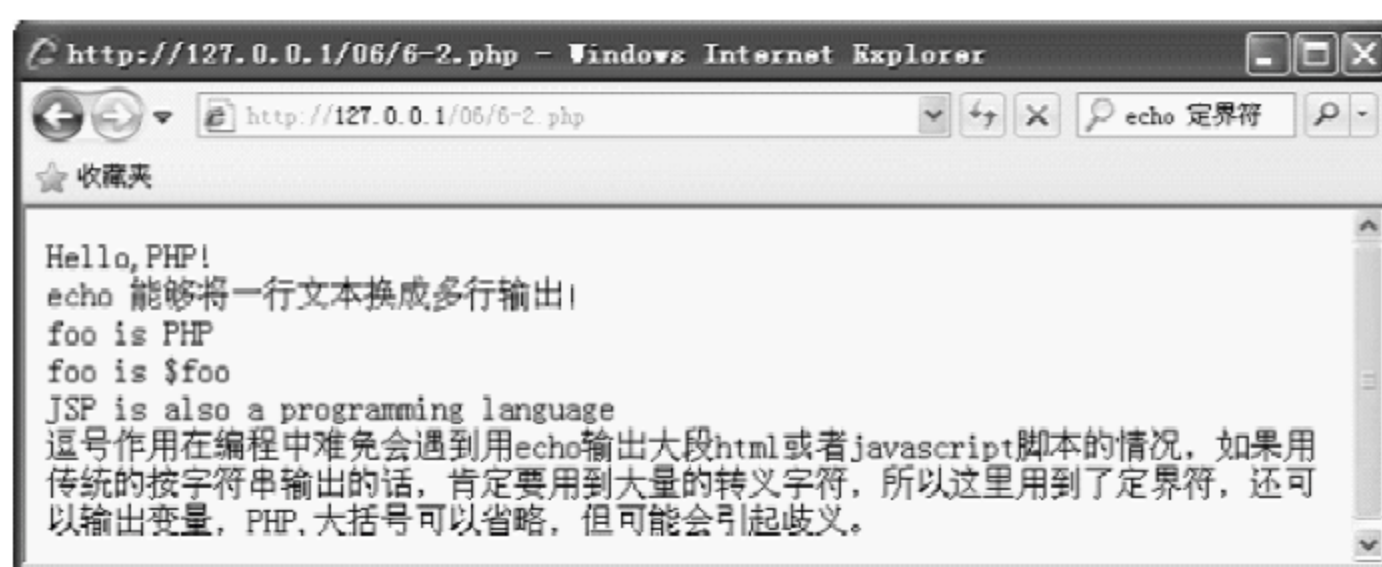 http://127.0.0.1/06/6-2.php - Windows Internet Explorer
http://127.0.0.1/06/6-2.php
echo 定界符
收藏夹
Hello,PHP!
echo 能够将一行文本换成多行输出!
foo is PHP
foo is $foo
JSP is also a programming language
逗号作用在编程中难免会遇到用echo输出大段html或者javascript脚本的情况，如果用
传统的按字符串输出的话，肯定要用到大量的转义字符，所以这里用到了定界符，还可
以输出变量，PHP,大括号可以省略，但可能会引起歧义。